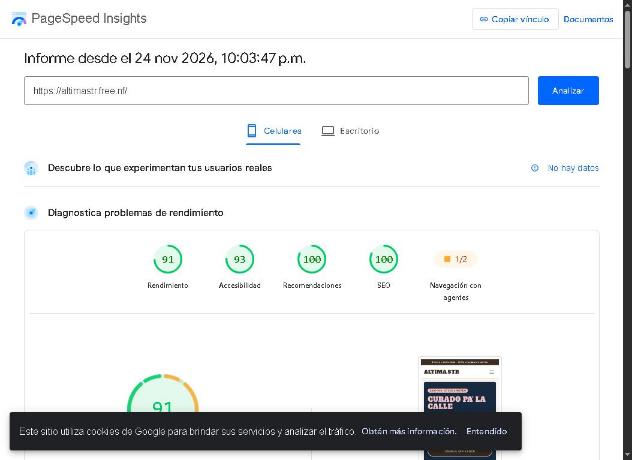 PageSpeed Insights
Copiar vínculo
Documentos
Informe desde el 24 nov 2026, 10:03:47 p.m.
https://altimastr.free.nf/
Analizar
Celulares
Escritorio
Descubre lo que experimentan tus usuarios reales
No hay datos
Diagnostica problemas de rendimiento
91
93
100
100
1/2
Rendimiento
Accesibilidad
Recomendaciones
SEO
Navegación con
agentes
91
ALTIMASTR
CURADO PA' LA
CALLE
Este sitio utiliza cookies de Google para brindar sus servicios y analizar el tráfico.
Obtén más información.
Entendido